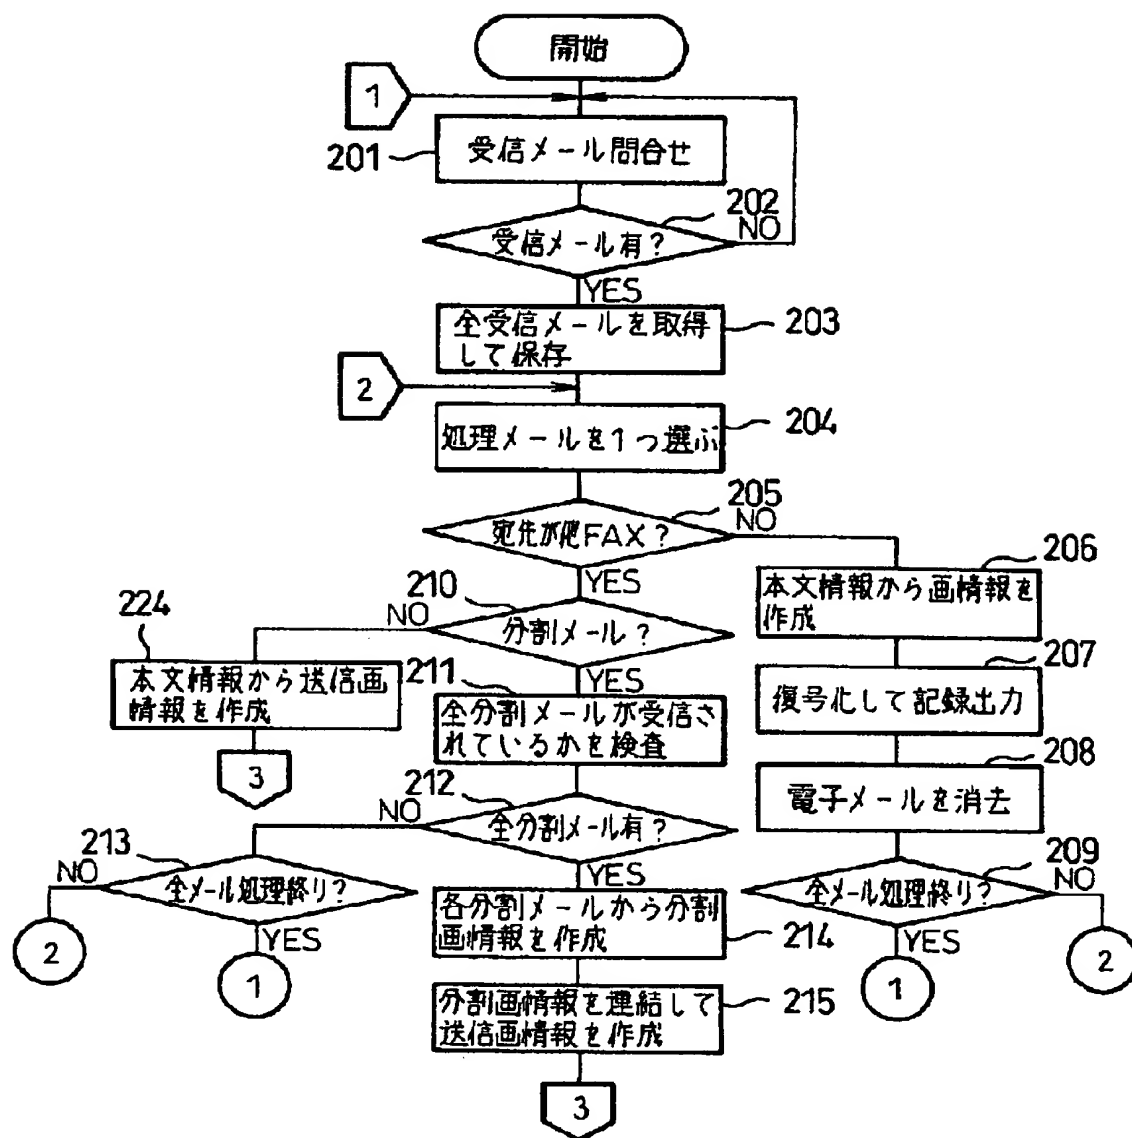 開始
1
201
受信メール問合せ
202
受信メール有?
NO
YES
全受信メールを取得
して保存
203
2
処理メールを1つ選ぶ
204
205
宛先が他FAX?
NO
YES
206
本文情報から画情報を
作成
207
復号化して記録出力
208
電子メールを消去
209
全メール処理終り?
NO
2
YES
1
210
分割メール?
NO
YES
224
本文情報から送信画
情報を作成
3
211
全分割メールが受信さ
れているかを検査
212
全分割メール有?
NO
YES
213
全メール処理終り?
NO
2
YES
1
各分割メールから分割
画情報を作成
214
分割画情報を連結して
送信画情報を作成
215
3